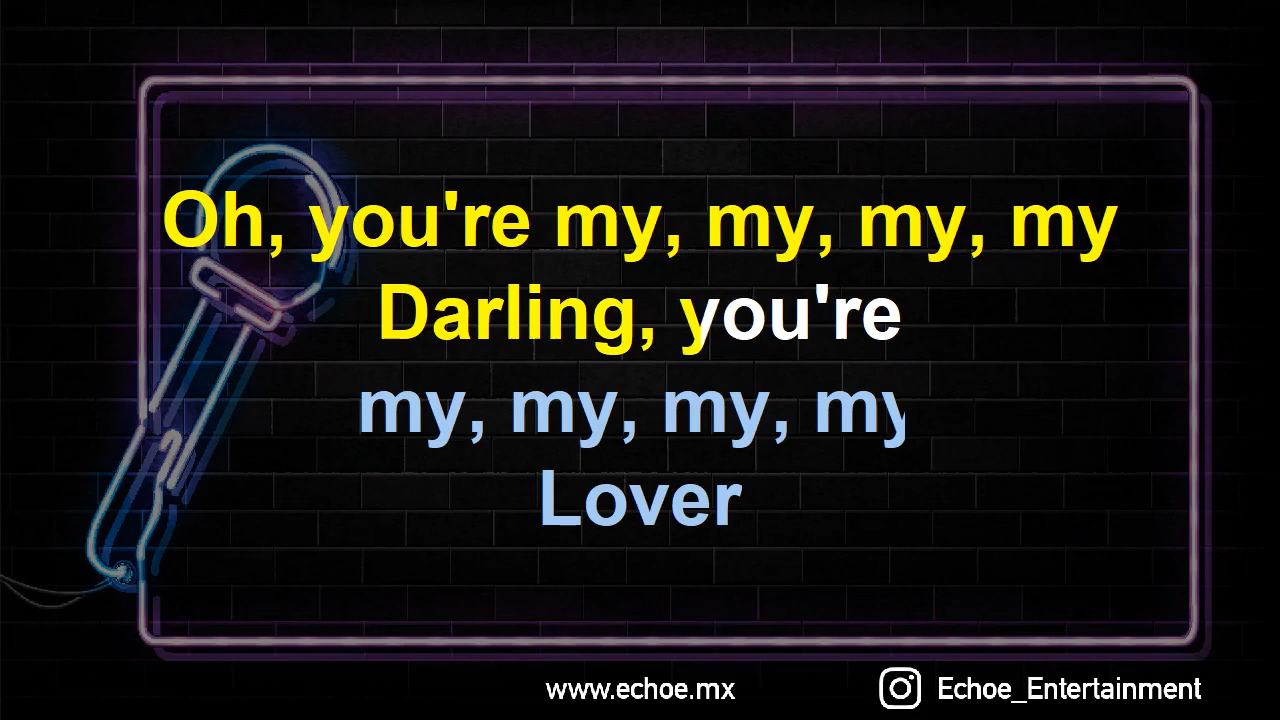 Oh, you're my, my, my, my
Darling, you're
my, my, my, my
Lover
www.echoe.mx
Echoe_Entertainment